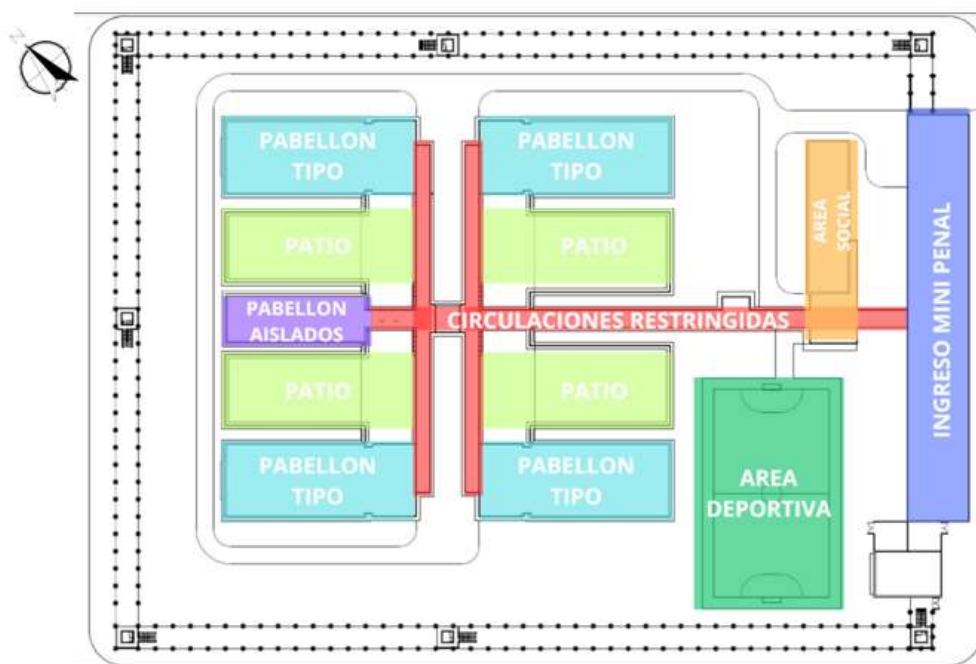 N
PABELLON
TIPO
PABELLON
TIPO
PATIO
PATIO
AREA
SOCIAL
PABELLON
AISLADOS
CIRCULACIONES RESTRINGIDAS
INGRESO MINI PENAL
PATIO
PATIO
PABELLON
TIPO
PABELLON
TIPO
AREA
DEPORTIVA